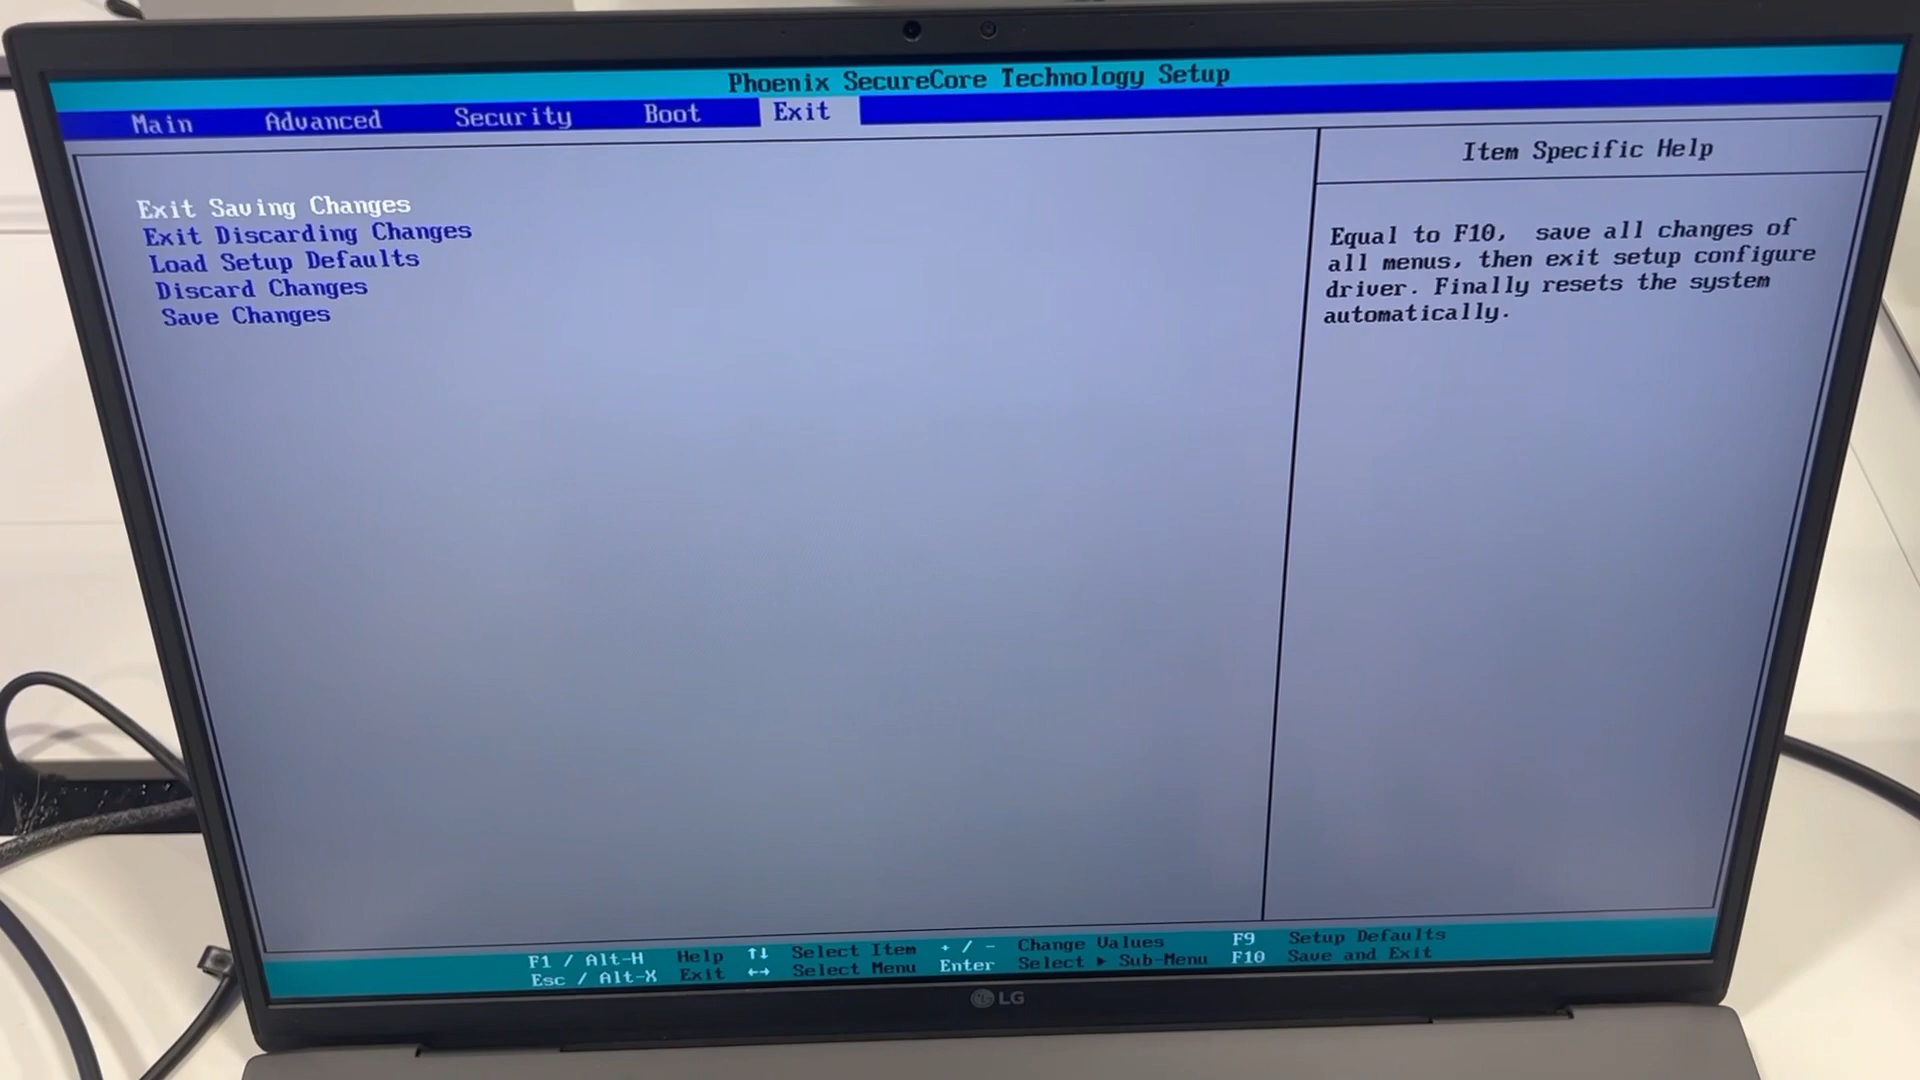 Phoenix SecureCore Technology Setup
Main Advanced Security Boot Exit
Exit Saving Changes
Exit Discarding Changes
Load Setup Defaults
Discard Changes
Save Changes
Item Specific Help
Equal to F10, save all changes of
all menus, then exit setup configure
driver. Finally resets the system
automatically.
F1 / Alt-H Help ↑↓ Select Item + / - Change Values F9 Setup Defaults
Esc / Alt-X Exit ↔ Select Menu Enter Select ▶ Sub-Menu F10 Save and Exit
LG